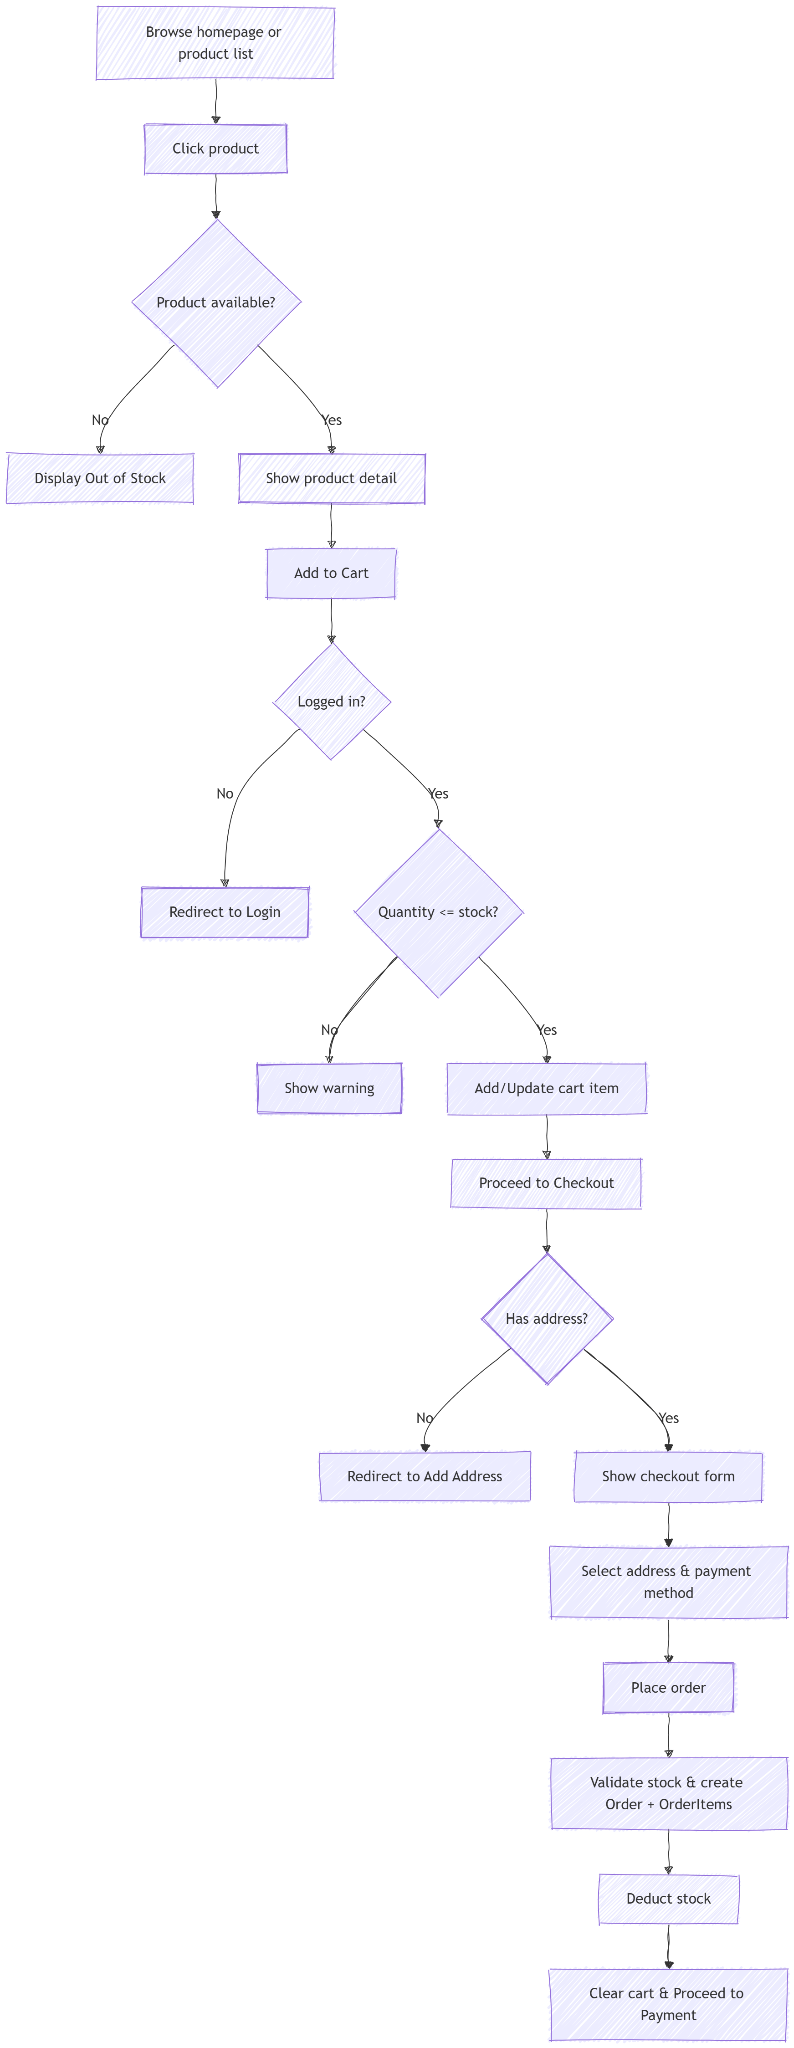 Browse homepage or
product list
Click product
Product available?
No
Yes
Display Out of Stock
Show product detail
Add to Cart
Logged in?
No
Yes
Redirect to Login
Quantity <= stock?
No
Yes
Show warning
Add/Update cart item
Proceed to Checkout
Has address?
No
Yes
Redirect to Add Address
Show checkout form
Select address & payment
method
Place order
Validate stock & create
Order + OrderItems
Deduct stock
Clear cart & Proceed to
Payment